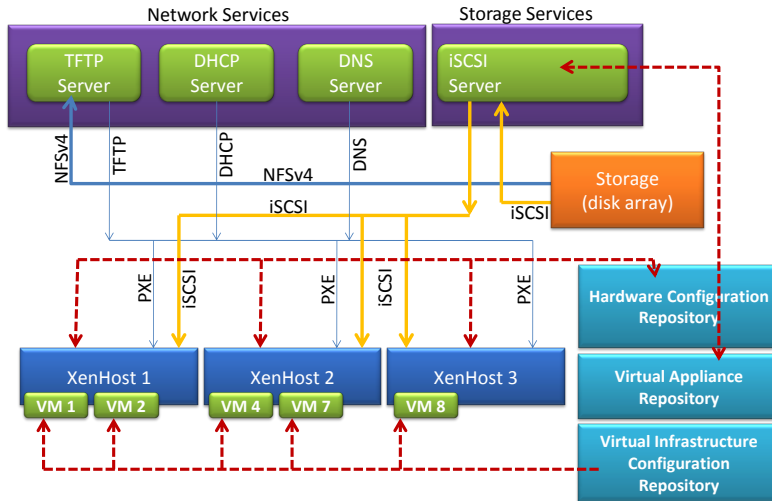 Network Services
Storage Services
TFTP
Server
DHCP
Server
DNS
Server
iSCSI
Server
NFSv4
TFTP
DHCP
DNS
NFSv4
Storage
(disk array)
iSCSI
iSCSI
PXE
iSCSI
PXE
iSCSI
PXE
Hardware Configuration
Repository
XenHost 1
XenHost 2
XenHost 3
Virtual Appliance
Repository
VM 1
VM 2
VM 4
VM 7
VM 8
Virtual Infrastructure
Configuration
Repository